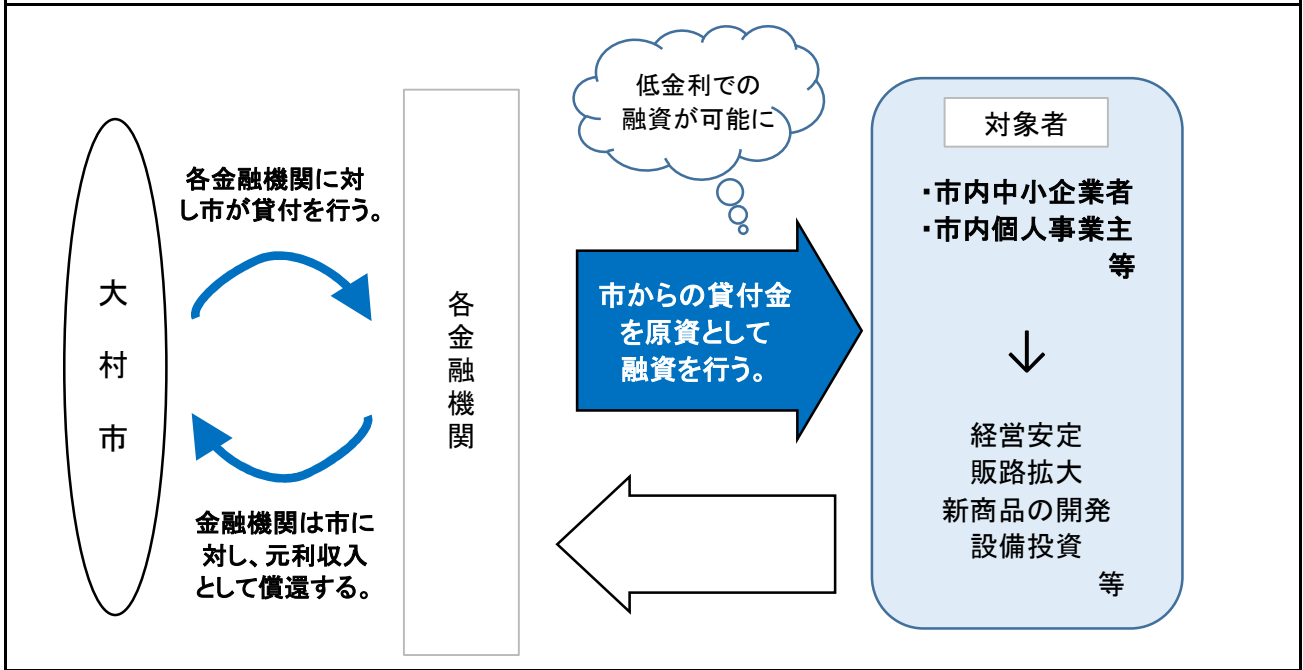 大村市
各金融機関に対
し市が貸付を行う。
金融機関は市に
対し、元利収入
として償還する。
各金融機関
低金利での
融資が可能に
市からの貸付金
を原資として
融資を行う。
対象者
・市内中小企業者
・市内個人事業主
等
↓
経営安定
販路拡大
新商品の開発
設備投資
等